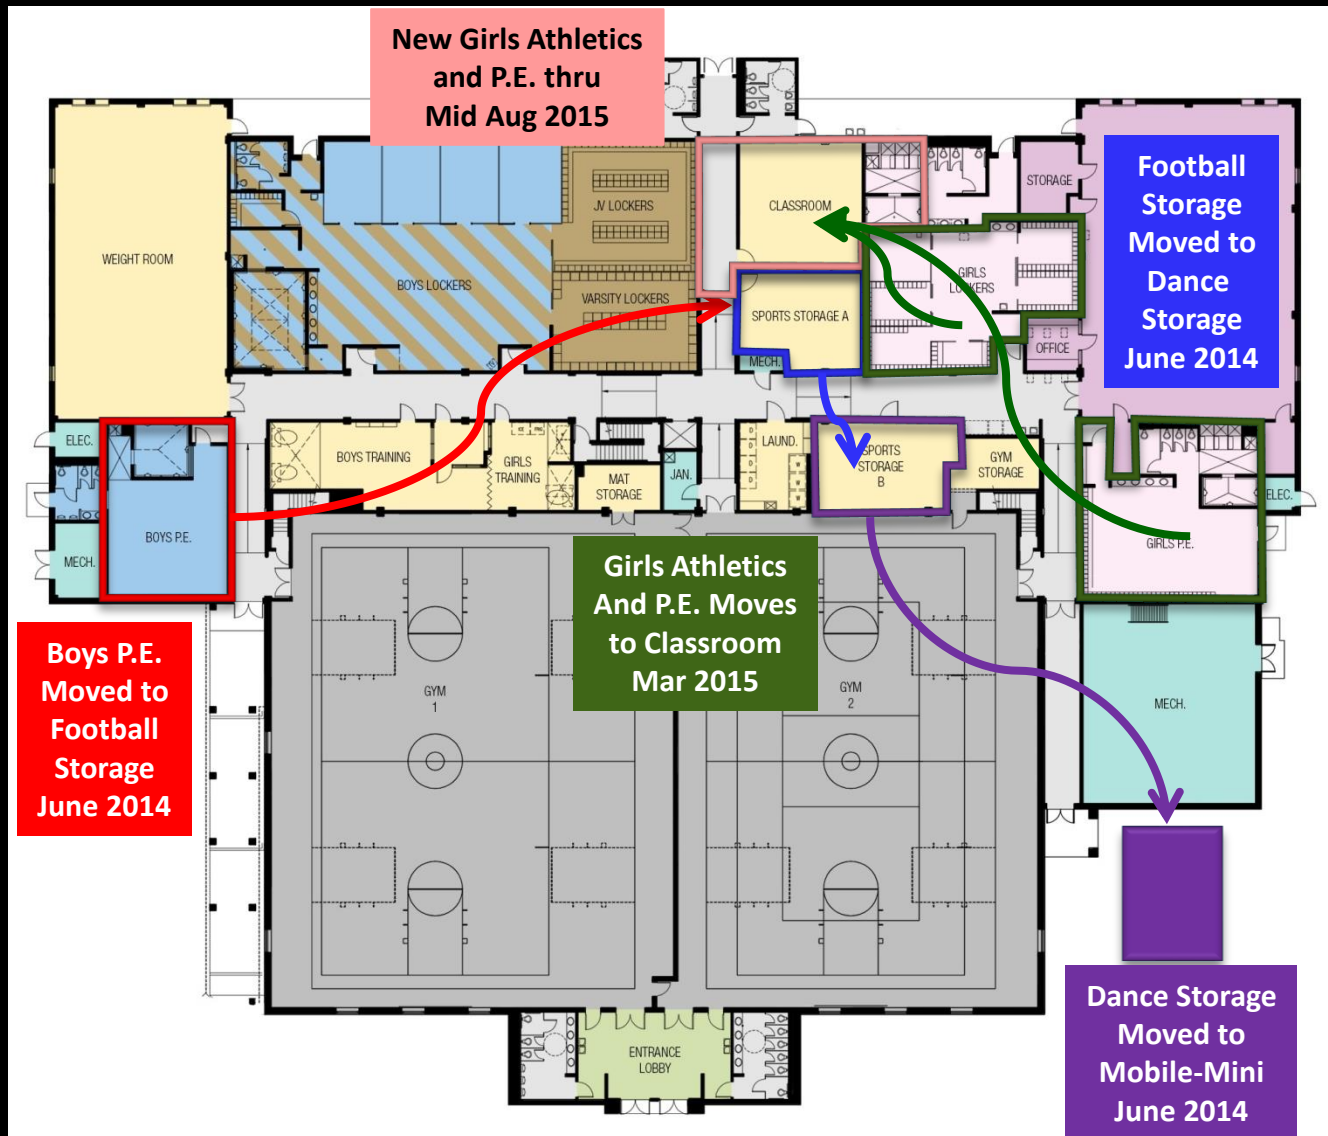 New Girls Athletics
and P.E. thru
Mid Aug 2015
Football
Storage
Moved to
Dance
Storage
June 2014
STORAGE
CLASSROOM
JV LOCKERS
WEIGHT ROOM
BOYS LOCKERS
VARSITY LOCKERS
SPORTS STORAGE A
GIRLS
LOCKERS
OFFICE
MECH.
ELEC.
BOYS TRAINING
GIRLS
TRAINING
MAT
STORAGE
JAN.
LAUND.
SPORTS
STORAGE
B
GYM
STORAGE
ELEC.
BOYS P.E.
MECH.
GIRLS P.E.
Girls Athletics
And P.E. Moves
to Classroom
Mar 2015
Boys P.E.
Moved to
Football
Storage
June 2014
GYM
1
GYM
2
MECH.
Dance Storage
Moved to
Mobile-Mini
June 2014
ENTRANCE
LOBBY